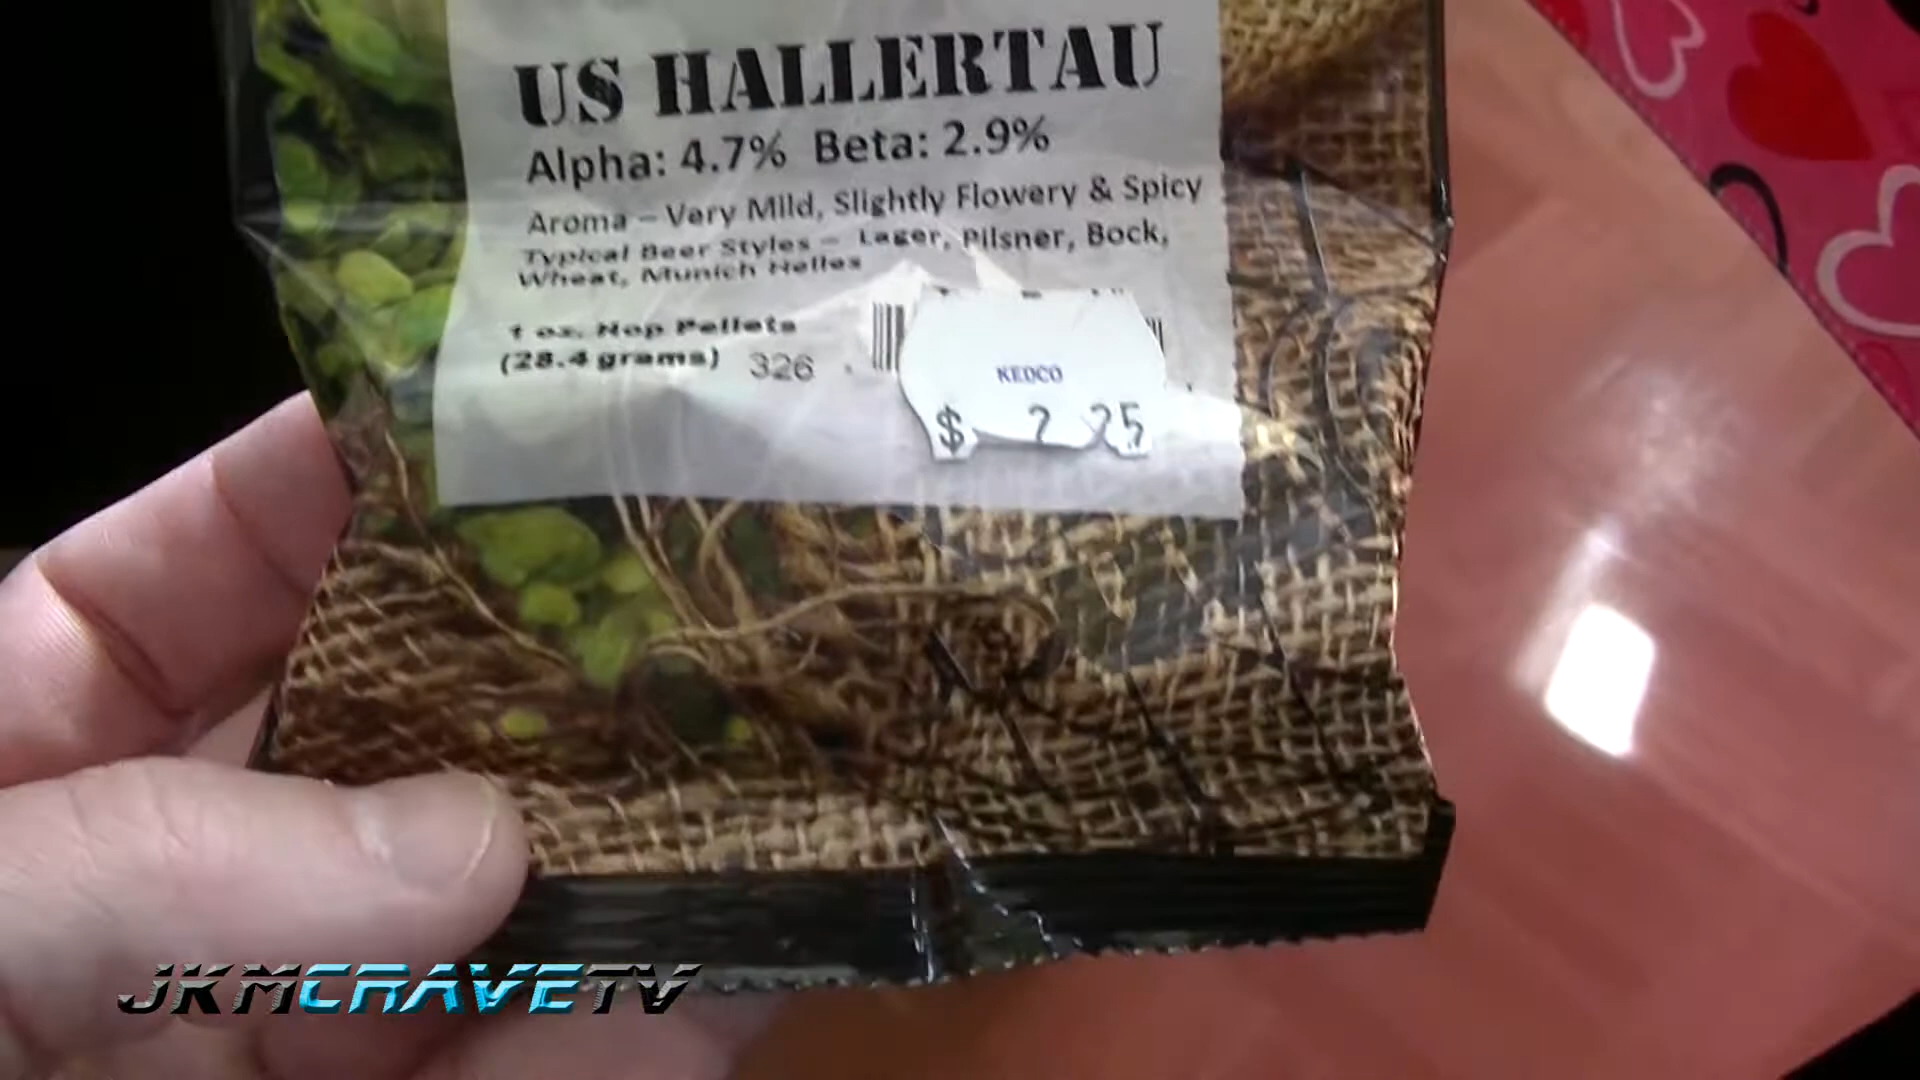 US HALLERTAU
Alpha: 4.7% Beta: 2.9%
Aroma – Very Mild, Slightly Flowery & Spicy
Typical Beer Styles – Lager, Pilsner, Bock,
Wheat, Munich Helles
1 oz. Hop Pellets
(28.4 grams) 326
KEDCO
$ 2 25
JKMCRAVETV